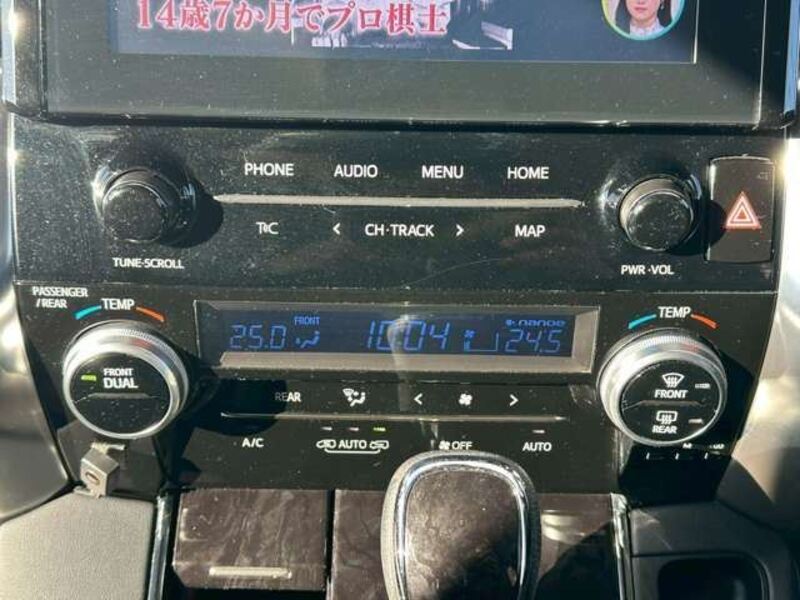 14歳7か月でプロ棋士
PHONE AUDIO MENU HOME
T C < CH·TRACK > MAP
TUNE·SCROLL
PWR·VOL
PASSENGER
/REAR
TEMP
TEMP
FRONT
25.0 10:04 24.5
nanoe
FRONT
DUAL
FRONT
REAR
REAR < >
A/C AUTO OFF AUTO